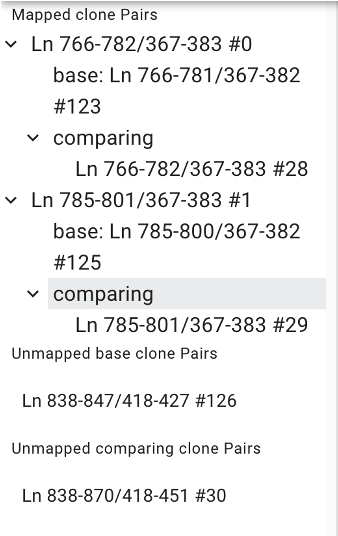 Mapped clone Pairs
Ln 766-782/367-383 #0
base: Ln 766-781/367-382
#123
comparing
Ln 766-782/367-383 #28
Ln 785-801/367-383 #1
base: Ln 785-800/367-382
#125
comparing
Ln 785-801/367-383 #29
Unmapped base clone Pairs
Ln 838-847/418-427 #126
Unmapped comparing clone Pairs
Ln 838-870/418-451 #30